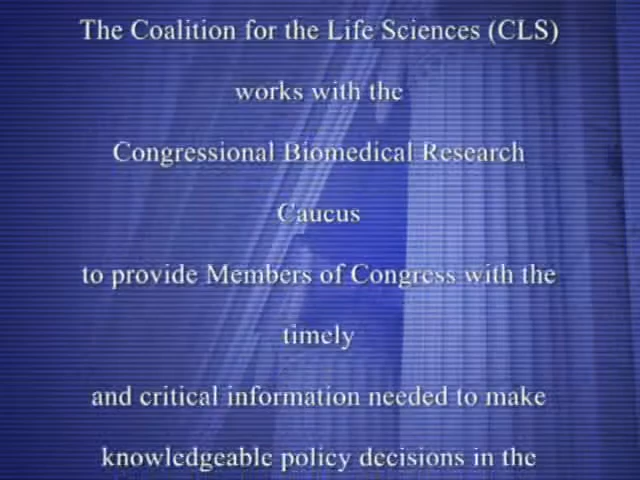 The Coalition for the Life Sciences (CLS)
works with the
Congressional Biomedical Research
Caucus
to provide Members of Congress with the
timely
and critical information needed to make
knowledgeable policy decisions in the